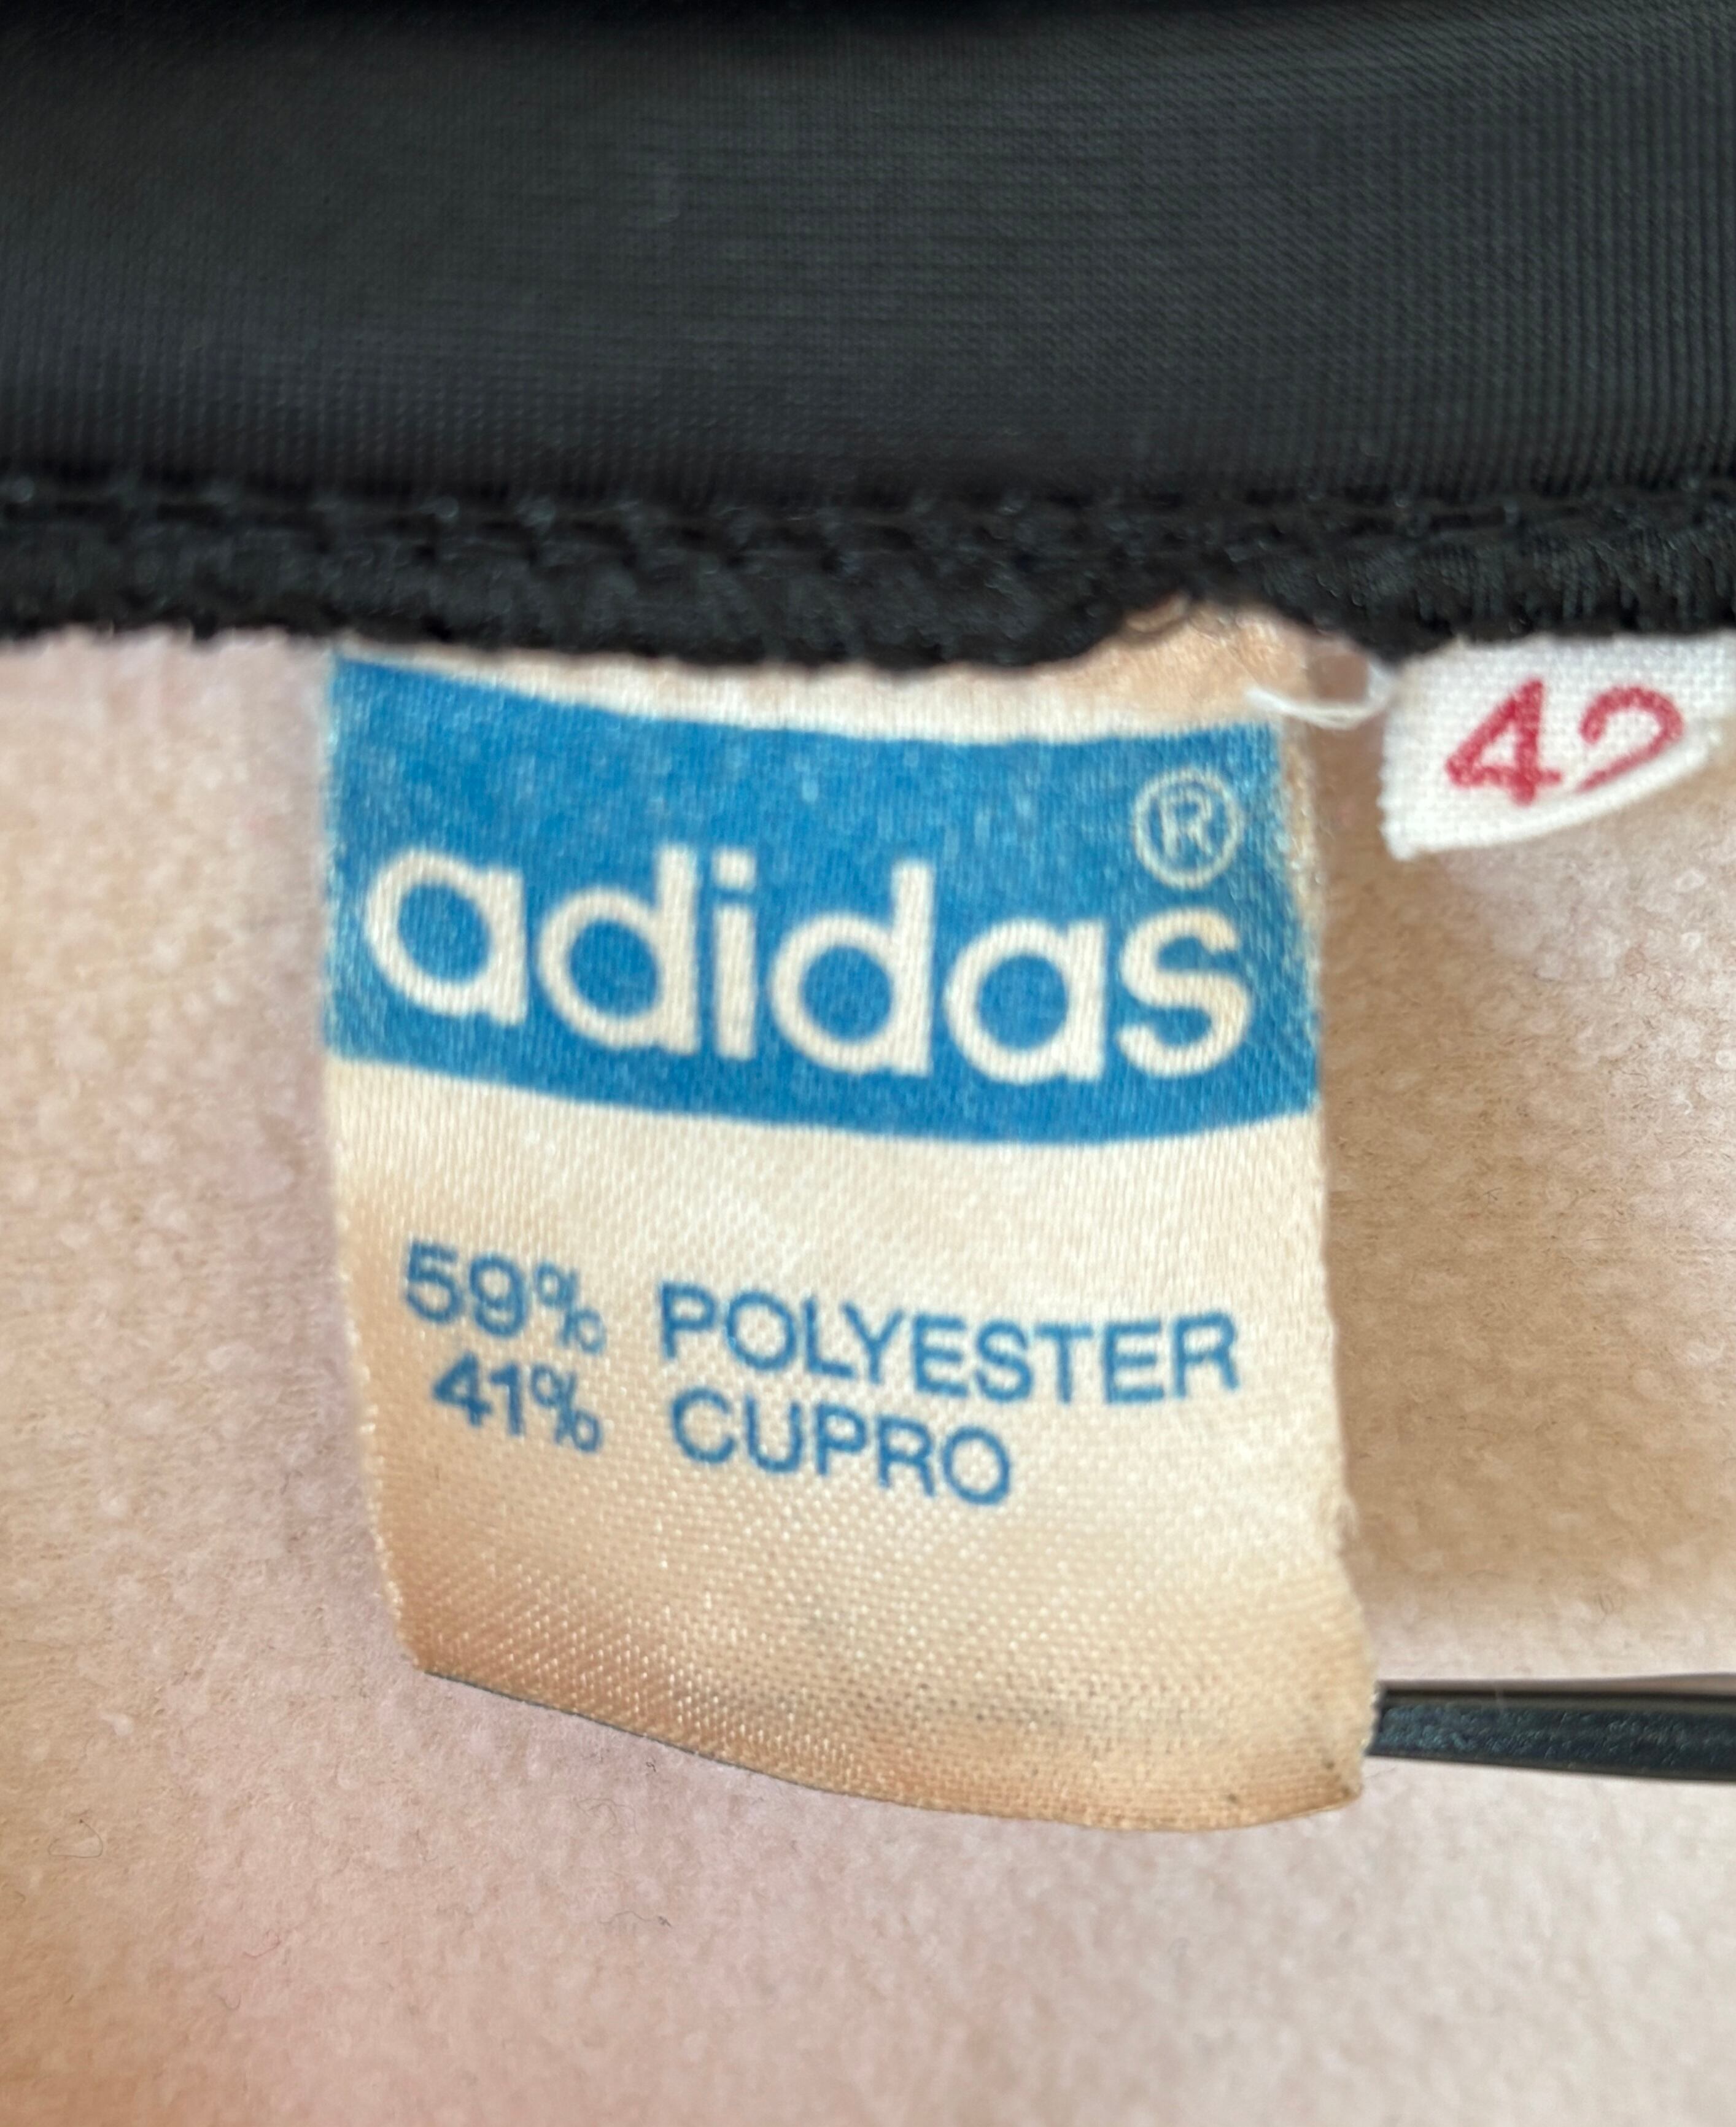 adidas ®
42
59% POLYESTER
41% CUPRO